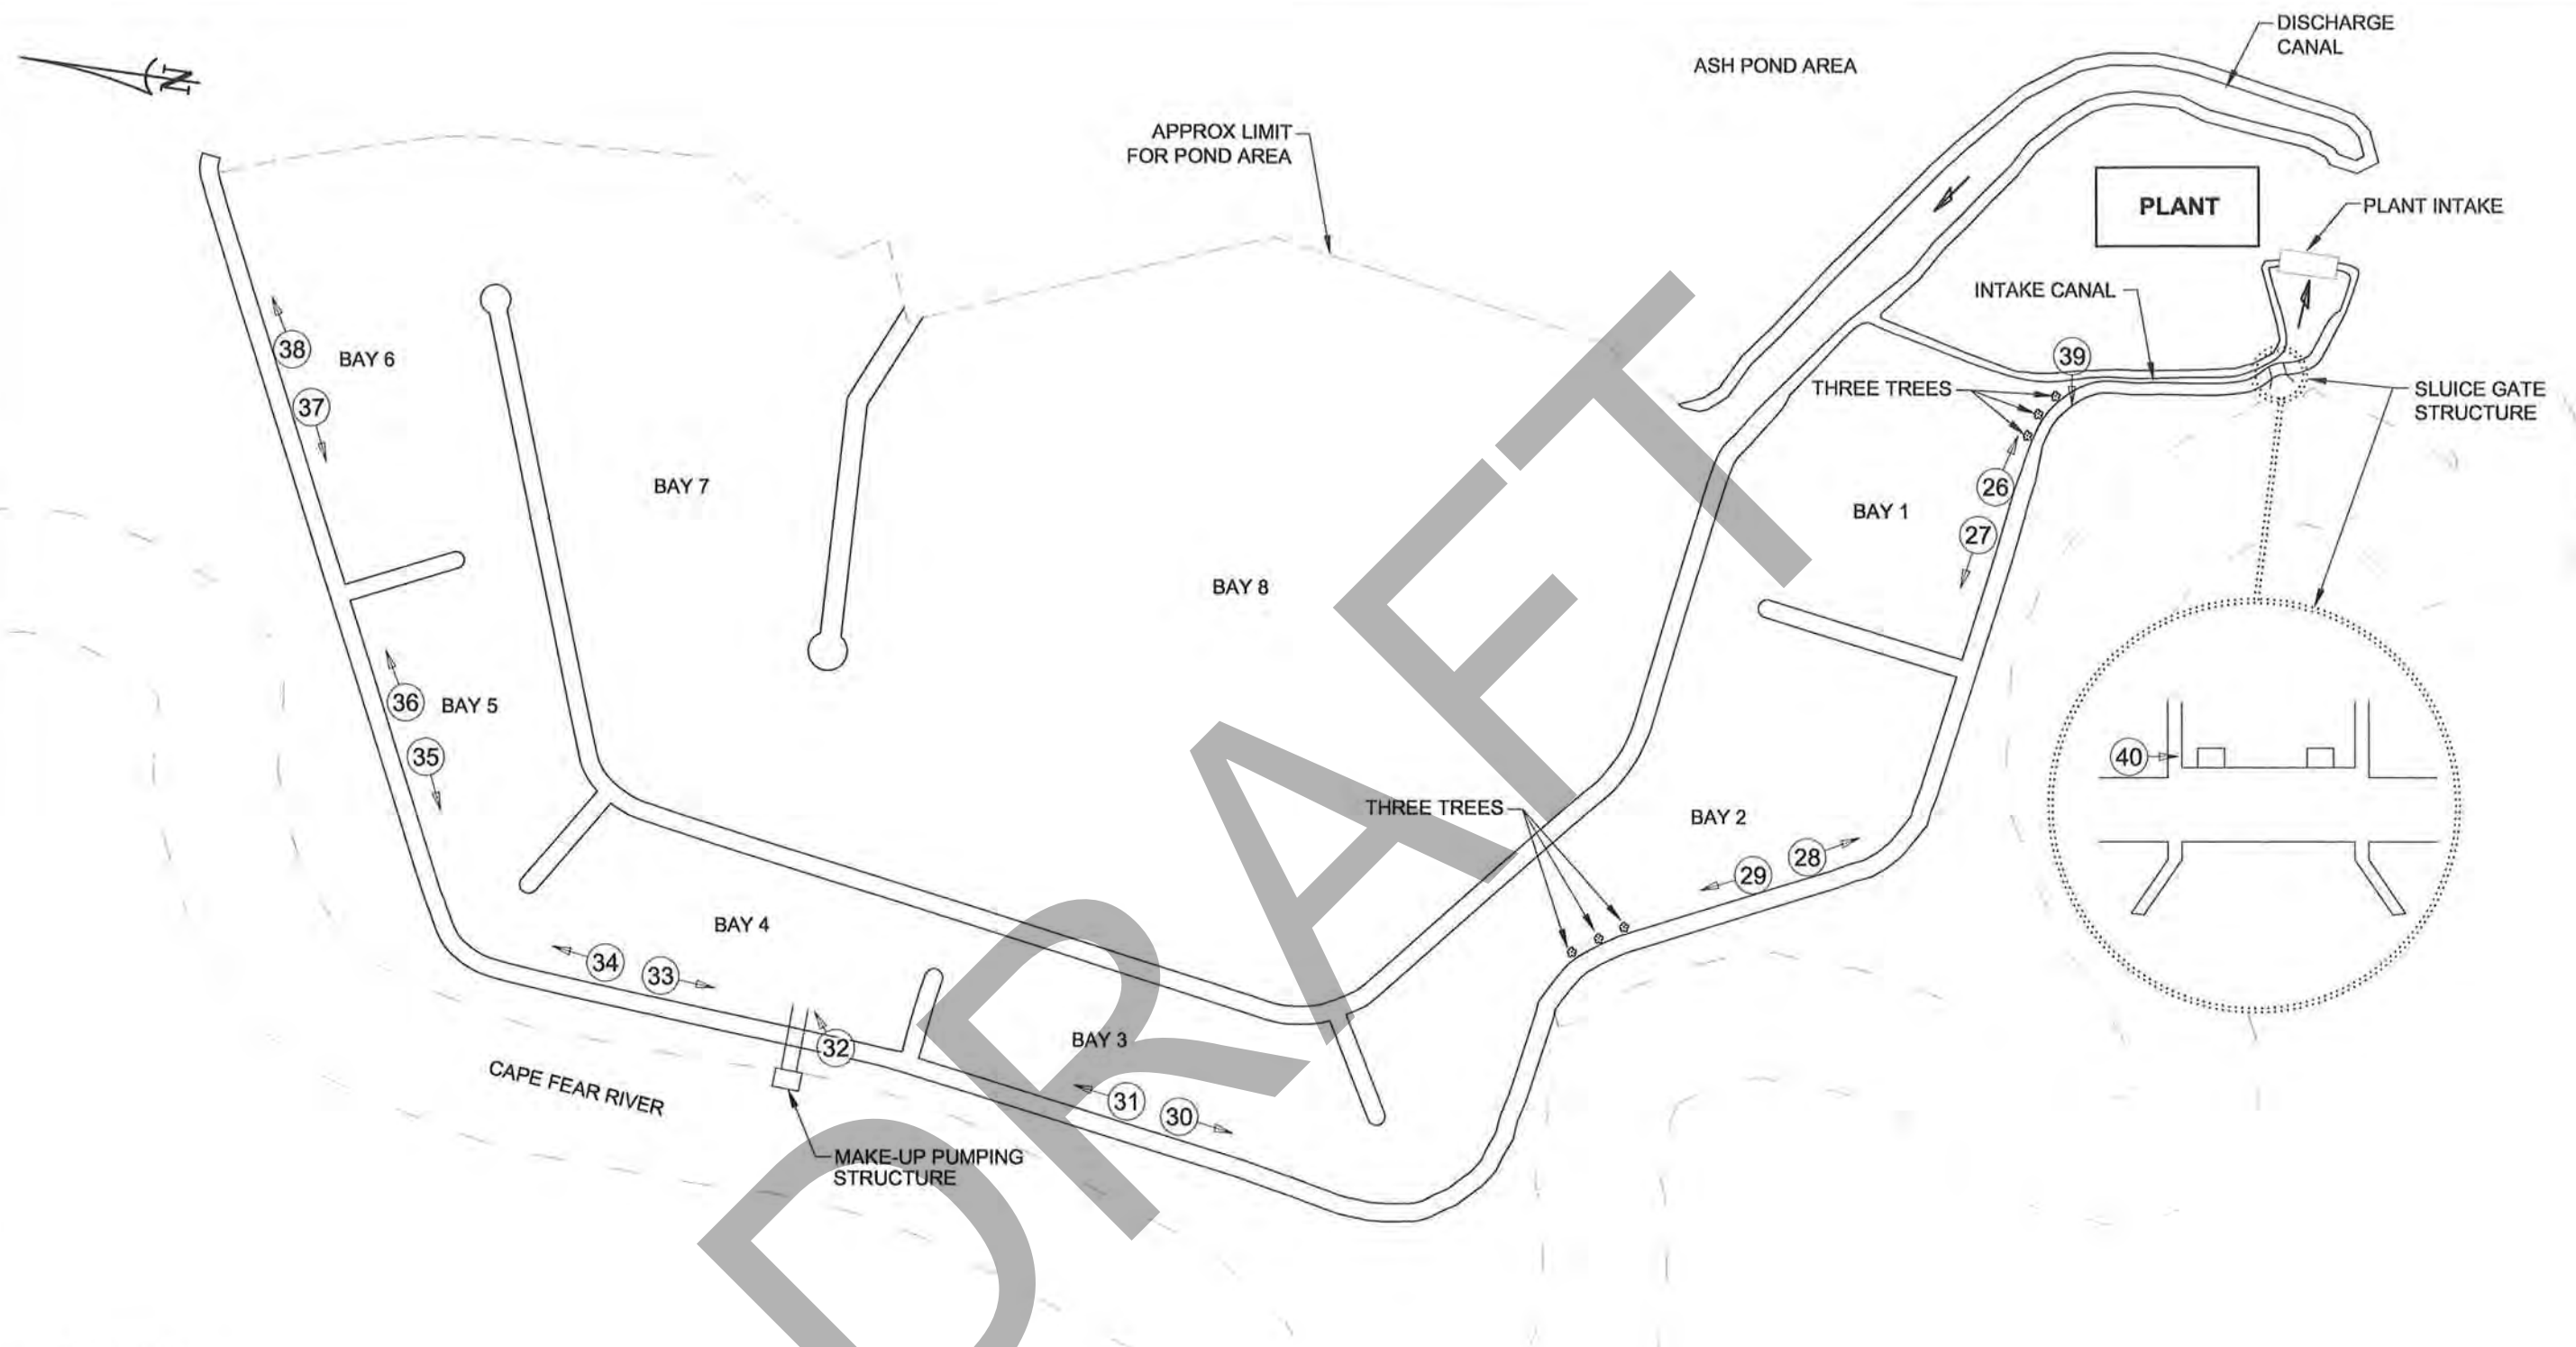 DISCHARGE
CANAL
ASH POND AREA
N
APPROX LIMIT
FOR POND AREA
PLANT
PLANT INTAKE
INTAKE CANAL
38
BAY 6
39
THREE TREES
SLUICE GATE
STRUCTURE
37
BAY 7
26
BAY 1
27
BAY 8
36
BAY 5
35
40
THREE TREES
BAY 2
28
29
BAY 4
34
33
32
BAY 3
CAPE FEAR RIVER
31
30
MAKE-UP PUMPING
STRUCTURE
DRAFT